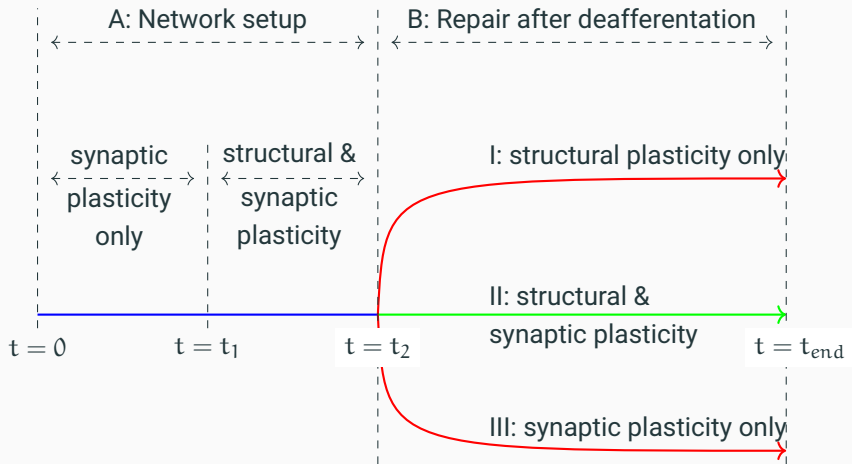 A: Network setup
B: Repair after deafferentation
synaptic
plasticity
only
structural &
synaptic
plasticity
I: structural plasticity only
II: structural &
synaptic plasticity
t = 0
t = t₁
t = t₂
t = tₑₙd
III: synaptic plasticity only